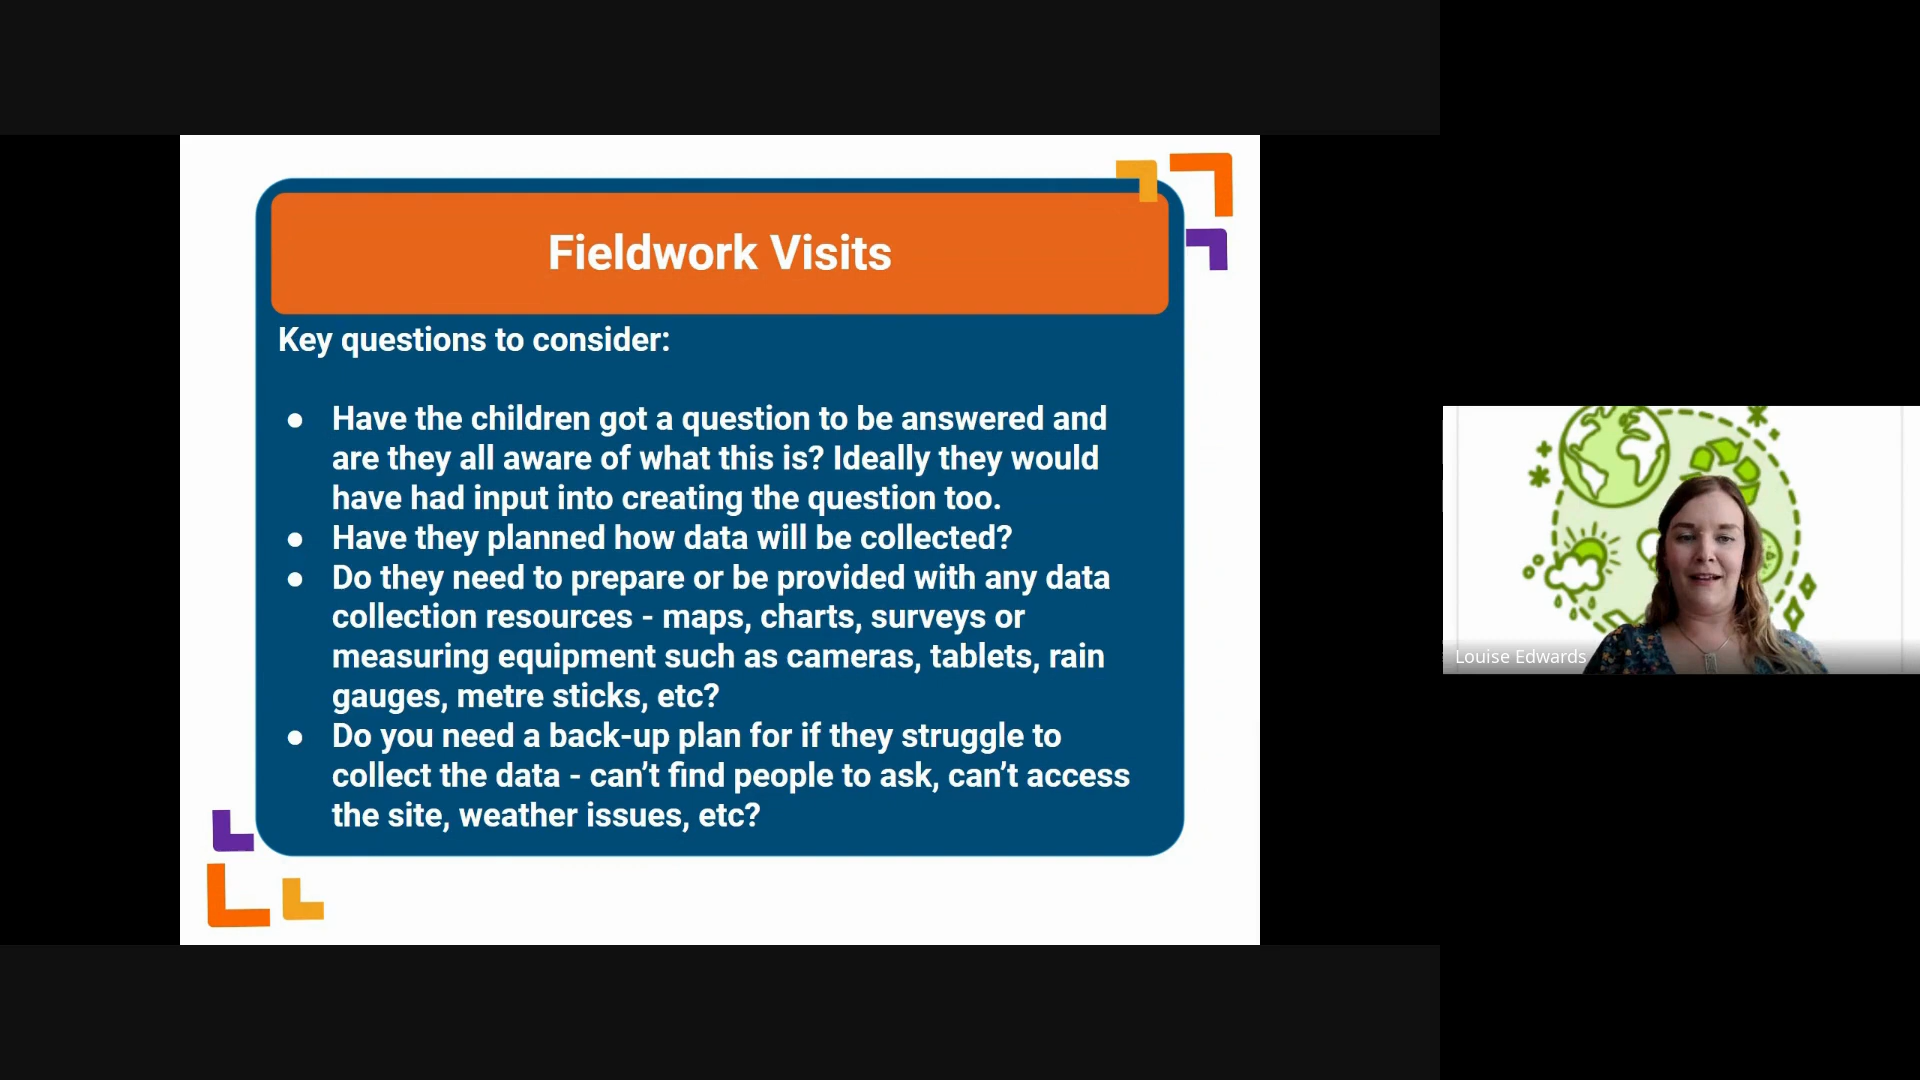 Fieldwork Visits
Key questions to consider:
● Have the children got a question to be answered and
are they all aware of what this is? Ideally they would
have had input into creating the question too.
● Have they planned how data will be collected?
● Do they need to prepare or be provided with any data
collection resources - maps, charts, surveys or
measuring equipment such as cameras, tablets, rain
gauges, metre sticks, etc?
● Do you need a back-up plan for if they struggle to
collect the data - can’t find people to ask, can’t access
the site, weather issues, etc?
Louise Edwards